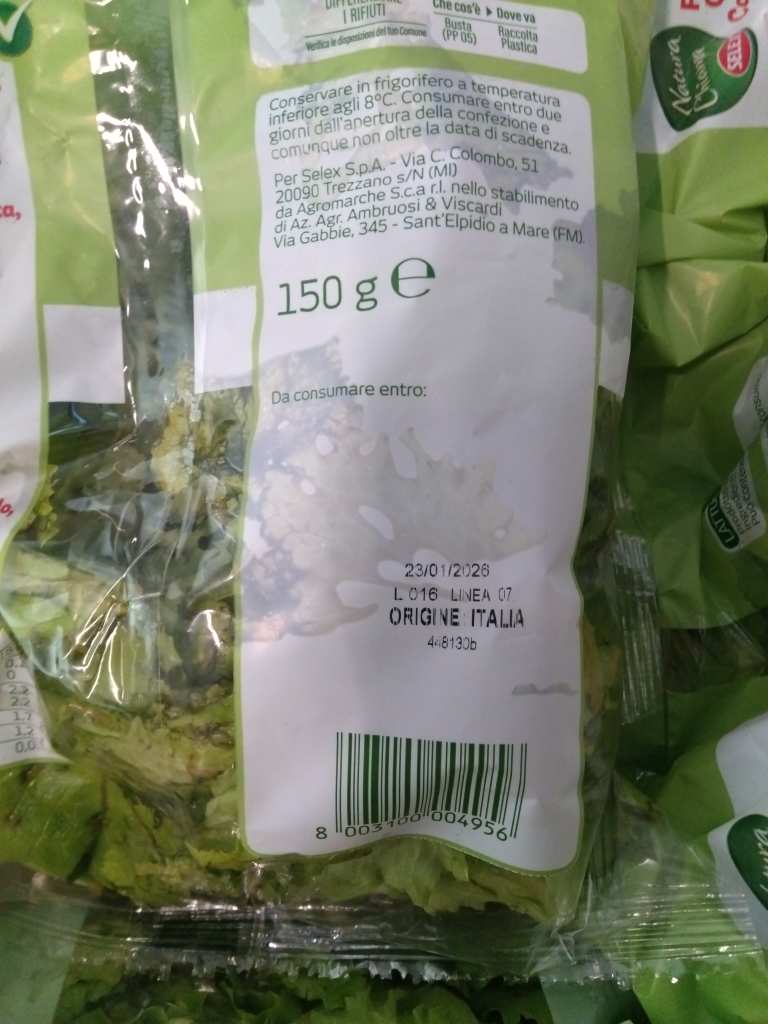 I RIFIUTI
Verifica le disposizioni del tuo Comune
Che cos'è ▶ Dove va
Busta
(PP 05)
Raccolta
Plastica
Conservare in frigorifero a temperatura
inferiore agli 8°C. Consumare entro due
giorni dall'apertura della confezione e
comunque non oltre la data di scadenza.
Per Selex S.p.A. - Via C. Colombo, 51
20090 Trezzano s/N (MI)
da Agromarche S.c.a r.l. nello stabilimento
di Az. Agr. Ambruosi & Viscardi
Via Gabbie, 345 - Sant'Elpidio a Mare (FM).
150 g e
Da consumare entro:
23/01/2026
L 016 LINEA 07
ORIGINE: ITALIA
448130b
8 003100 004956
Natura
Chiama